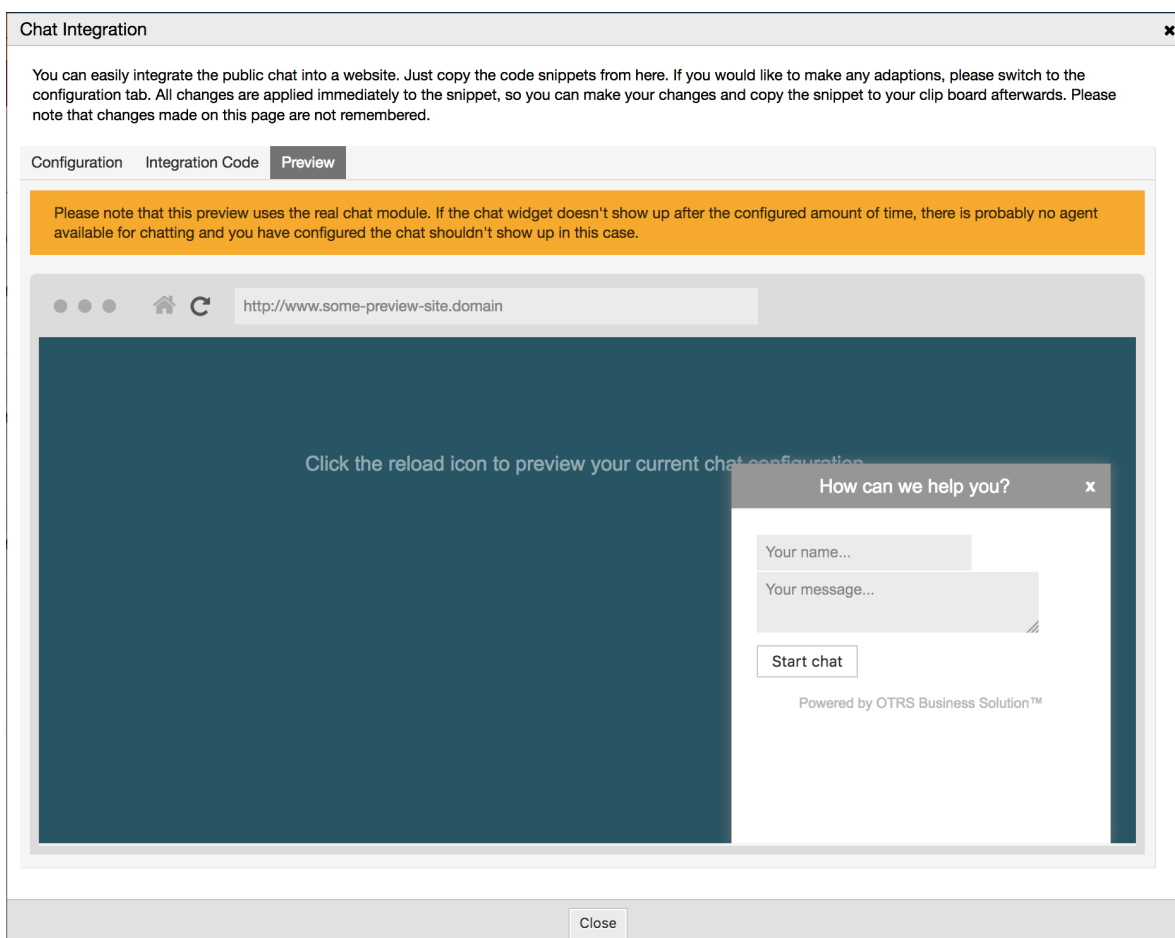 Chat Integration
You can easily integrate the public chat into a website. Just copy the code snippets from here. If you would like to make any adaptions, please switch to the
configuration tab. All changes are applied immediately to the snippet, so you can make your changes and copy the snippet to your clip board afterwards. Please
note that changes made on this page are not remembered.
Configuration Integration Code Preview
Please note that this preview uses the real chat module. If the chat widget doesn't show up after the configured amount of time, there is probably no agent
available for chatting and you have configured the chat shouldn't show up in this case.
http://www.some-preview-site.domain
Click the reload icon to preview your current chat configuration
How can we help you? x
Your name...
Your message...
Start chat
Powered by OTRS Business Solution™
Close